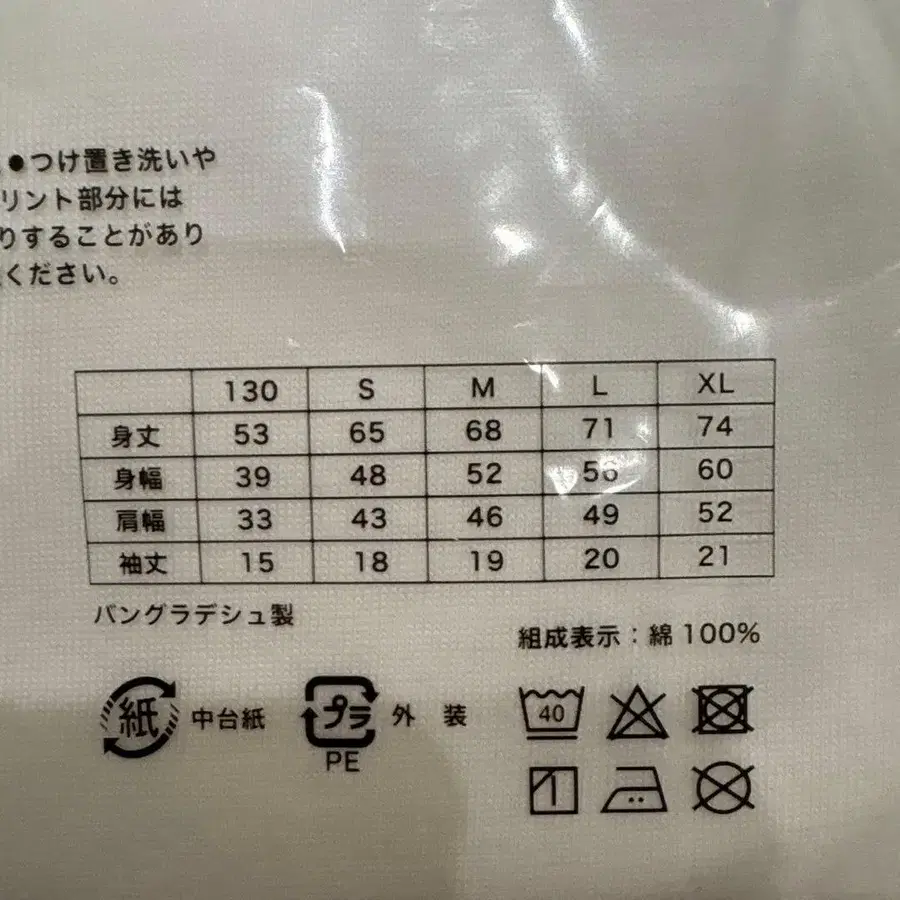 ●つけ置き洗いや
リント部分には
りすることがあり
ください。
130 S M L XL
身丈 53 65 68 71 74
身幅 39 48 52 56 60
肩幅 33 43 46 49 52
袖丈 15 18 19 20 21
バングラデシュ製
組成表示：綿100%
紙 中台紙 プラ 外 装
PE
40